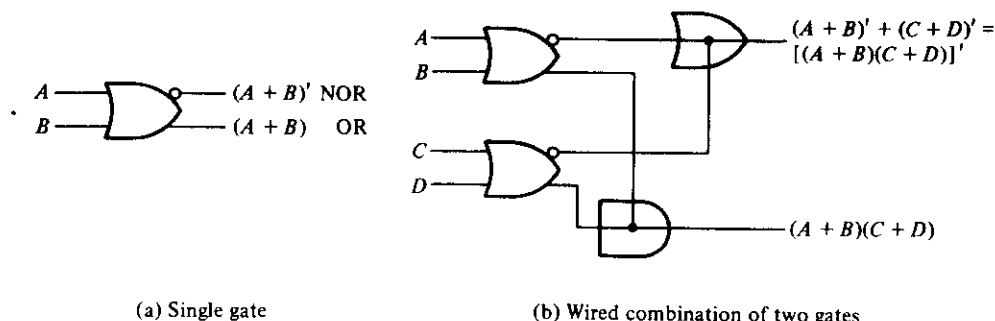 A
B
(A + B)' NOR
(A + B) OR
(a) Single gate
A
B
C
D
(A + B)' + (C + D)' =
[(A + B)(C + D)]'
(A + B)(C + D)
(b) Wired combination of two gates